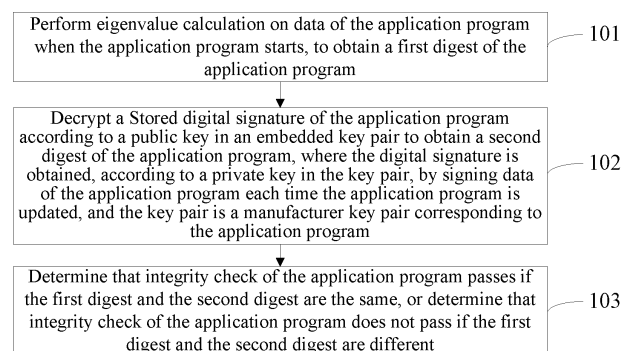 Perform eigenvalue calculation on data of the application program
when the application program starts, to obtain a first digest of the
application program
101
Decrypt a Stored digital signature of the application program
according to a public key in an embedded key pair to obtain a second
digest of the application program, where the digital signature is
obtained, according to a private key in the key pair, by signing data
of the application program each time the application program is
updated, and the key pair is a manufacturer key pair corresponding to
the application program
102
Determine that integrity check of the application program passes if
the first digest and the second digest are the same, or determine that
integrity check of the application program does not pass if the first
digest and the second digest are different
103